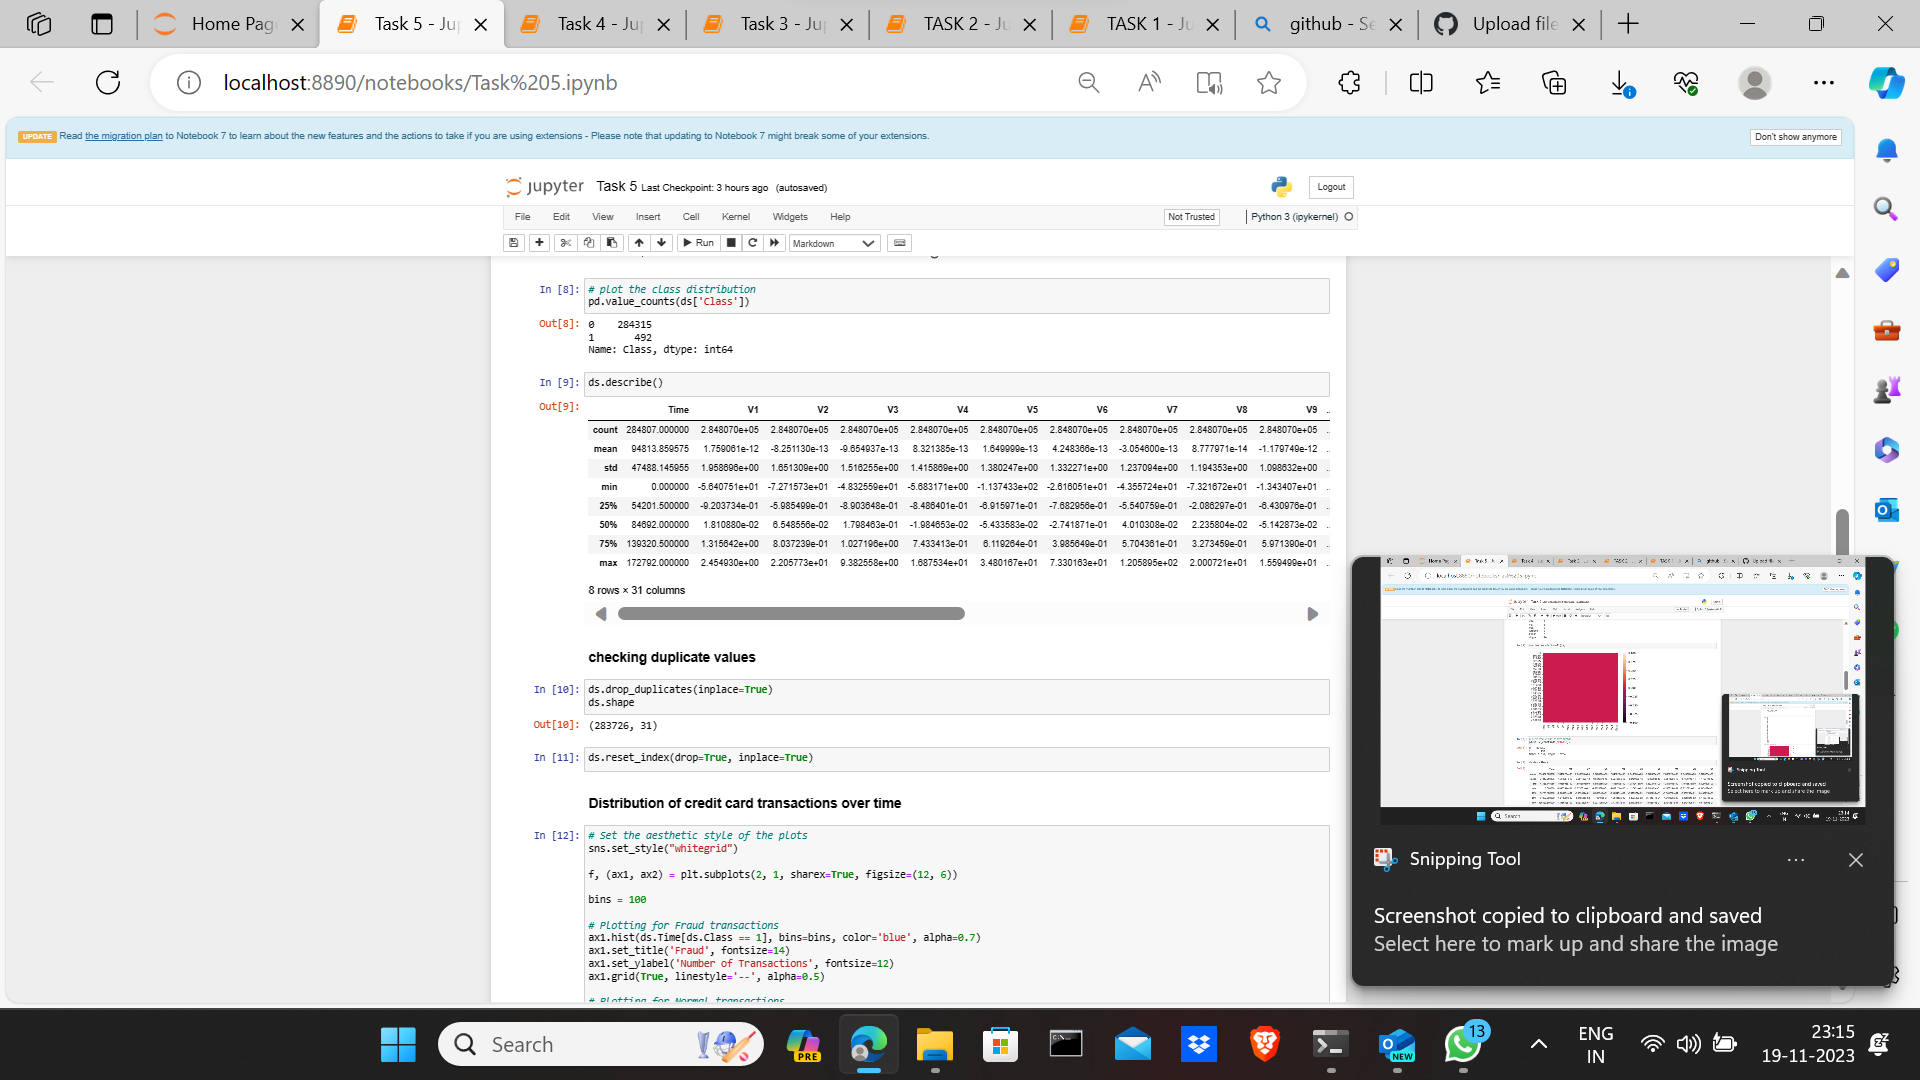 Home Pag
Task 5 - Ju
Task 4 - Ju
Task 3 - Ju
TASK 2 - Ju
TASK 1 - Ju
github - Se
Upload file
localhost:8890/notebooks/Task%205.ipynb
UPDATE Read the migration plan to Notebook 7 to learn about the new features and the actions to take if you are using extensions - Please note that updating to Notebook 7 might break some of your extensions.
Don't show anymore
jupyter Task 5 Last Checkpoint: 3 hours ago (autosaved)
Logout
File Edit View Insert Cell Kernel Widgets Help
Not Trusted
Python 3 (ipykernel)
Run
Markdown
In [8]: # plot the class distribution
pd.value_counts(ds['Class'])
Out[8]: 0 284315
1 492
Name: Class, dtype: int64
In [9]: ds.describe()
Out[9]:
Time V1 V2 V3 V4 V5 V6 V7 V8 V9 ..
count 284807.000000 2.848070e+05 2.848070e+05 2.848070e+05 2.848070e+05 2.848070e+05 2.848070e+05 2.848070e+05 2.848070e+05 2.848070e+05 ..
mean 94813.859575 1.759061e-12 -8.251130e-13 -9.654937e-13 8.321385e-13 1.649999e-13 4.248366e-13 -3.054600e-13 8.777971e-14 -1.179749e-12 ..
std 47488.145955 1.958696e+00 1.651309e+00 1.516255e+00 1.415869e+00 1.380247e+00 1.332271e+00 1.237094e+00 1.194353e+00 1.098632e+00 ..
min 0.000000 -5.640751e+01 -7.271573e+01 -4.832559e+01 -5.683171e+00 -1.137433e+02 -2.616051e+01 -4.355724e+01 -7.321672e+01 -1.343407e+01 ..
25% 54201.500000 -9.203734e-01 -5.985499e-01 -8.903648e-01 -8.486401e-01 -6.915971e-01 -7.682956e-01 -5.540759e-01 -2.086297e-01 -6.430976e-01 ..
50% 84692.000000 1.810880e-02 6.548556e-02 1.798463e-01 -1.984653e-02 -5.433583e-02 -2.741871e-01 4.010308e-02 2.235804e-02 -5.142873e-02 ..
75% 139320.500000 1.315642e+00 8.037239e-01 1.027196e+00 7.433413e-01 6.119264e-01 3.985649e-01 5.704361e-01 3.273459e-01 5.971390e-01 ..
max 172792.000000 2.454930e+00 2.205773e+01 9.382558e+00 1.687534e+01 3.480167e+01 7.330163e+01 1.205895e+02 2.000721e+01 1.559499e+01 ..
8 rows × 31 columns
checking duplicate values
In [10]: ds.drop_duplicates(inplace=True)
ds.shape
Out[10]: (283726, 31)
In [11]: ds.reset_index(drop=True, inplace=True)
Distribution of credit card transactions over time
In [12]: # Set the aesthetic style of the plots
sns.set_style("whitegrid")
f, (ax1, ax2) = plt.subplots(2, 1, sharex=True, figsize=(12, 6))
bins = 100
# Plotting for Fraud transactions
ax1.hist(ds.Time[ds.Class == 1], bins=bins, color='blue', alpha=0.7)
ax1.set_title('Fraud', fontsize=14)
ax1.set_ylabel('Number of Transactions', fontsize=12)
ax1.grid(True, linestyle='--', alpha=0.5)
# Plotting for Normal transactions
Snipping Tool
Screenshot copied to clipboard and saved
Select here to mark up and share the image
Search
PRE
NEW
13
ENG
IN
23:15
19-11-2023